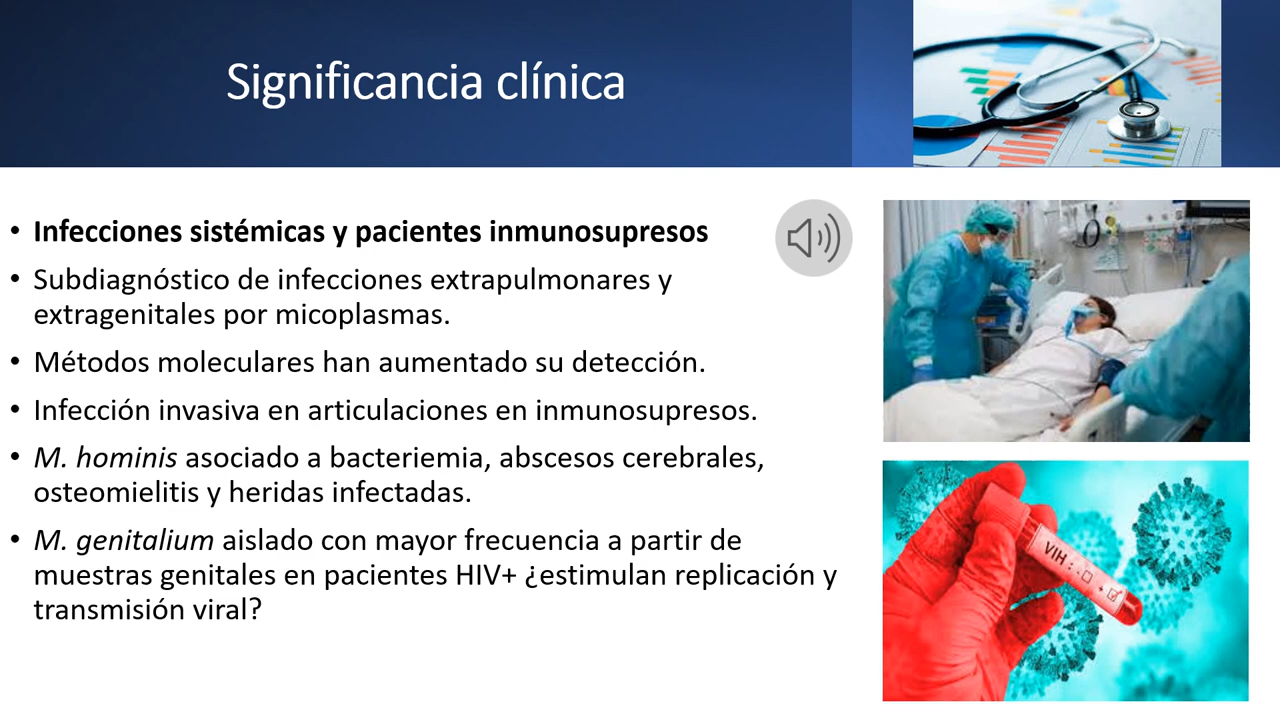 Significancia clínica
• Infecciones sistémicas y pacientes inmunosupresos
• Subdiagnóstico de infecciones extrapulmonares y
extragenitales por micoplasmas.
• Métodos moleculares han aumentado su detección.
• Infección invasiva en articulaciones en inmunosupresos.
• M. hominis asociado a bacteriemia, abscesos cerebrales,
osteomielitis y heridas infectadas.
• M. genitalium aislado con mayor frecuencia a partir de
muestras genitales en pacientes HIV+ ¿estimulan replicación y
transmisión viral?
VIH : - ☐
+ ☑